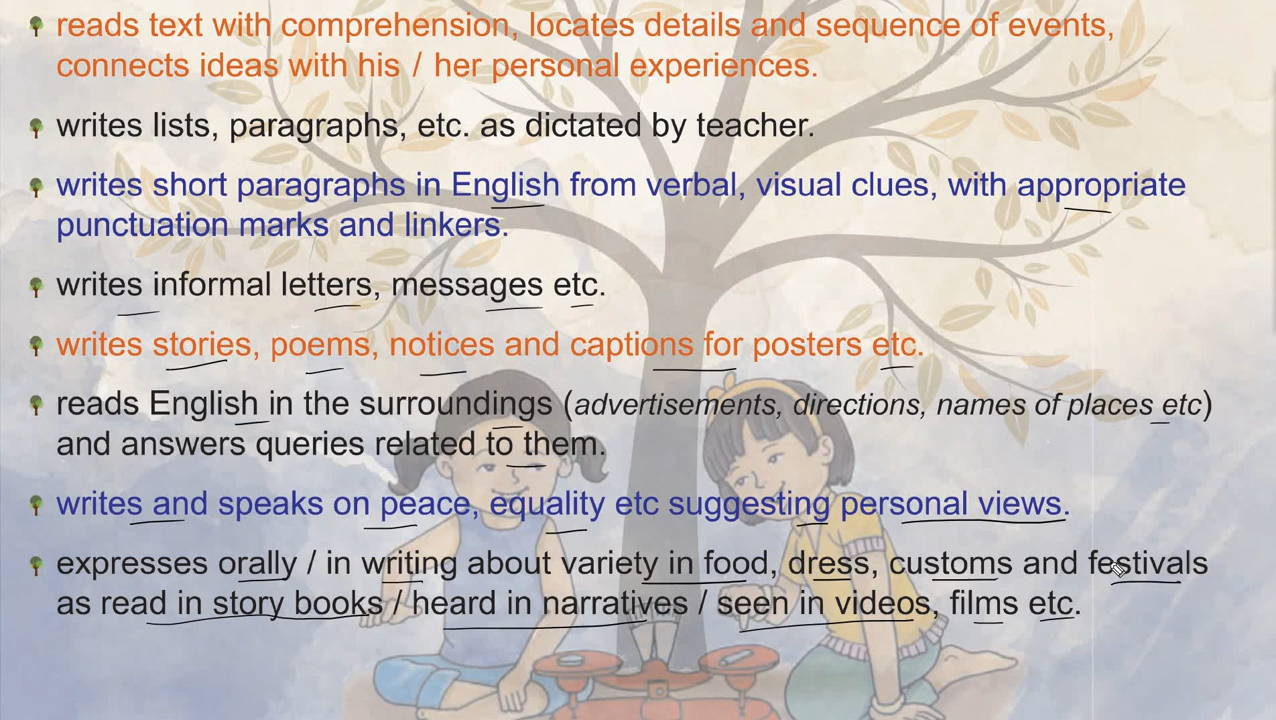 reads text with comprehension, locates details and sequence of events,
connects ideas with his / her personal experiences.
writes lists, paragraphs, etc. as dictated by teacher.
writes short paragraphs in English from verbal, visual clues, with appropriate
punctuation marks and linkers.
writes informal letters, messages etc.
writes stories, poems, notices and captions for posters etc.
reads English in the surroundings (advertisements, directions, names of places etc)
and answers queries related to them.
writes and speaks on peace, equality etc suggesting personal views.
expresses orally / in writing about variety in food, dress, customs and festivals
as read in story books / heard in narratives / seen in videos, films etc.